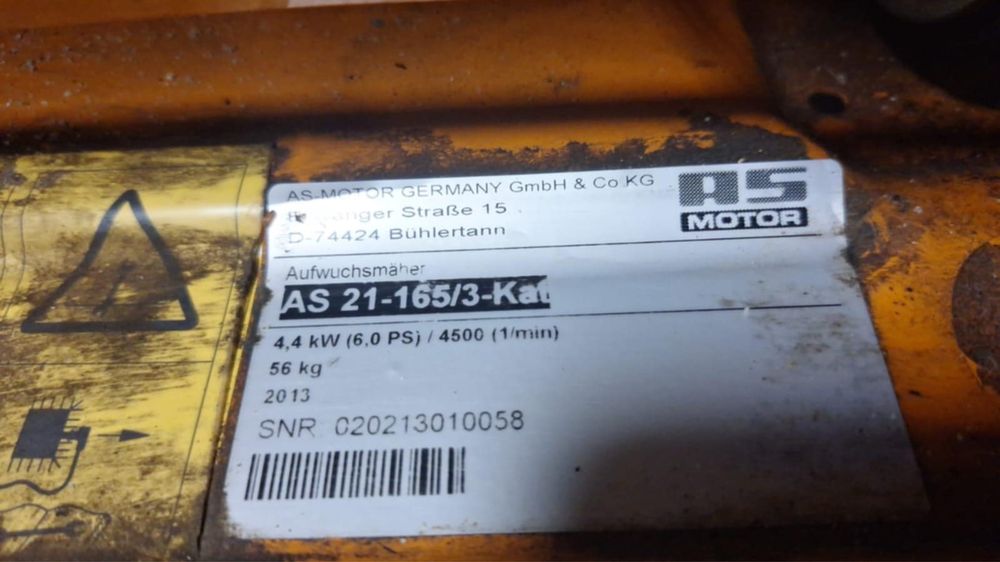 AS-MOTOR GERMANY GmbH & Co.KG
Straße 15
D-74424 Bühlertann
AS
MOTOR
Aufwuchsmäher
AS 21-165/3-Kat
4,4 kW (6,0 PS) / 4500 (1/min)
56 kg
2013
SNR 020213010058